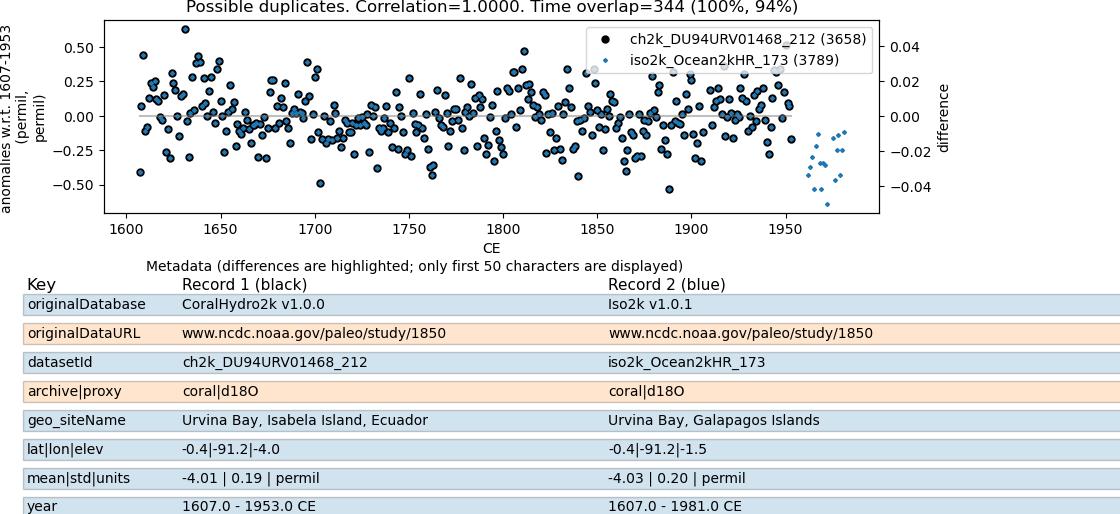 Possible duplicates. Correlation=1.0000. Time overlap=344 (100%, 94%)
anomalies w.r.t. 1607-1953
(permil,
permil)
0.50
0.25
0.00
−0.25
−0.50
ch2k_DU94URV01468_212 (3658)
iso2k_Ocean2kHR_173 (3789)
0.04
0.02
0.00
−0.02
−0.04
difference
1600 1650 1700 1750 1800 1850 1900 1950
CE
Metadata (differences are highlighted; only first 50 characters are displayed)
Key Record 1 (black) Record 2 (blue)
originalDatabase CoralHydro2k v1.0.0 Iso2k v1.0.1
originalDataURL www.ncdc.noaa.gov/paleo/study/1850 www.ncdc.noaa.gov/paleo/study/1850
datasetId ch2k_DU94URV01468_212 iso2k_Ocean2kHR_173
archive|proxy coral|d18O coral|d18O
geo_siteName Urvina Bay, Isabela Island, Ecuador Urvina Bay, Galapagos Islands
lat|lon|elev -0.4|-91.2|-4.0 -0.4|-91.2|-1.5
mean|std|units -4.01 | 0.19 | permil -4.03 | 0.20 | permil
year 1607.0 - 1953.0 CE 1607.0 - 1981.0 CE